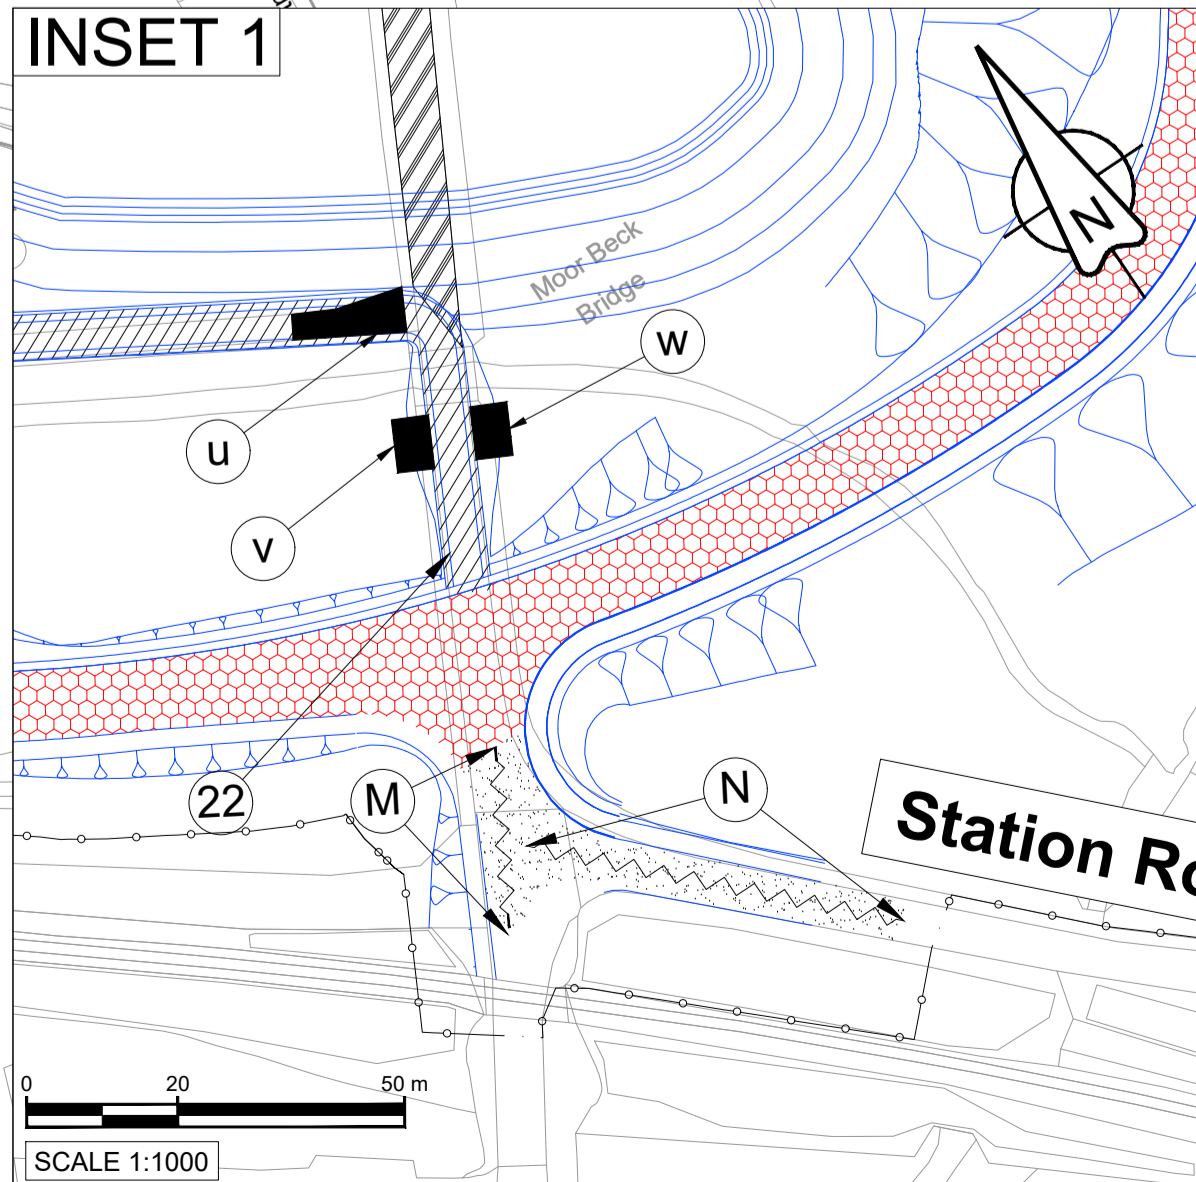 INSET 1
N
Moor Beck
Bridge
w
u
v
22
M
N
Station Ro
0 20 50 m
SCALE 1:1000